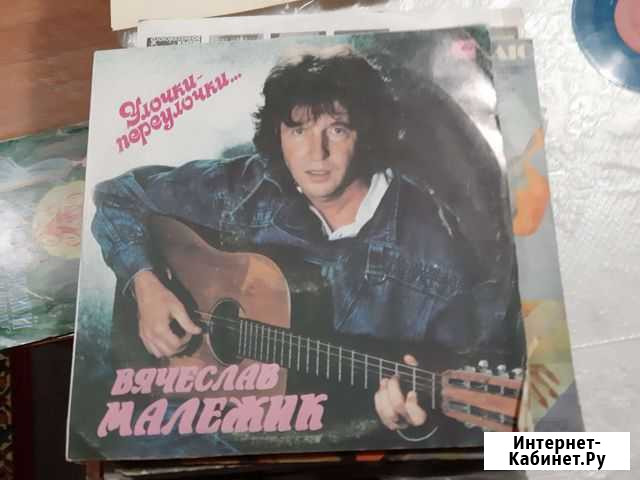 Улочки-
переулочки...
ВЯЧЕСЛАВ
МАЛЕЖИК
Интернет-
Кабинет.Ру